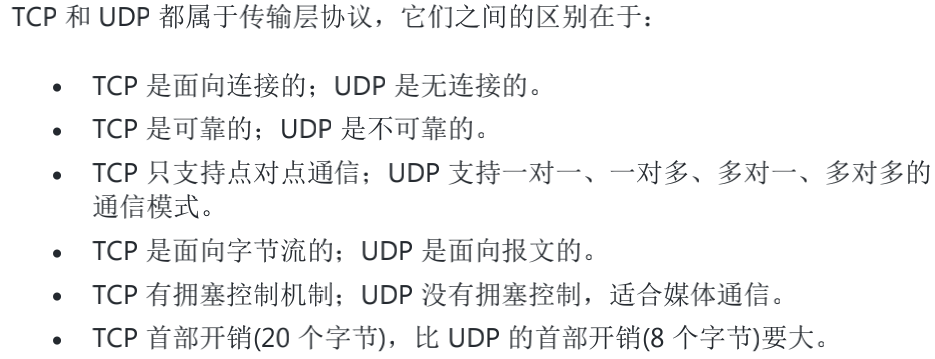 TCP 和 UDP 都属于传输层协议，它们之间的区别在于：
• TCP 是面向连接的；UDP 是无连接的。
• TCP 是可靠的；UDP 是不可靠的。
• TCP 只支持点对点通信；UDP 支持一对一、一对多、多对一、多对多的
通信模式。
• TCP 是面向字节流的；UDP 是面向报文的。
• TCP 有拥塞控制机制；UDP 没有拥塞控制，适合媒体通信。
• TCP 首部开销(20 个字节)，比 UDP 的首部开销(8 个字节)要大。